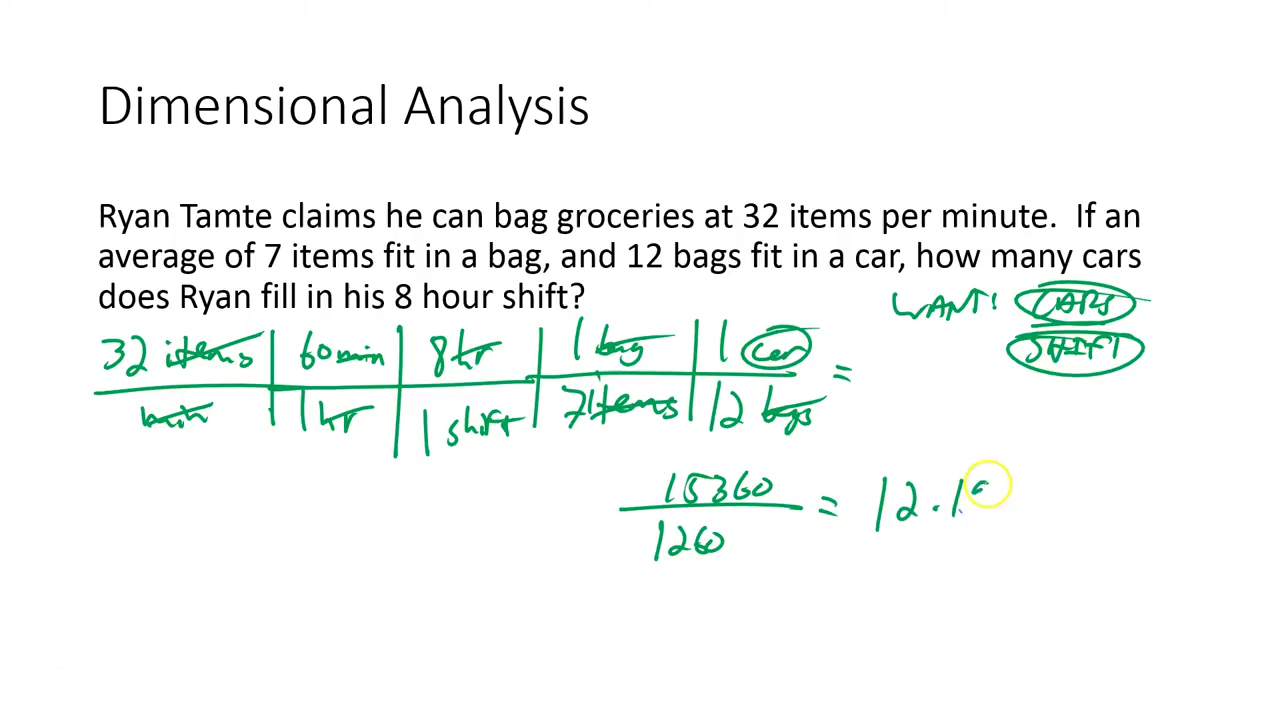 Dimensional Analysis
Ryan Tamte claims he can bag groceries at 32 items per minute. If an
average of 7 items fit in a bag, and 12 bags fit in a car, how many cars
does Ryan fill in his 8 hour shift?
WANT: CARS
SHIFT
32 items 60 min 8 hr 1 bag 1 car =
min 1 hr 1 shift 7 items 12 bags
15360 = 12.1
1260